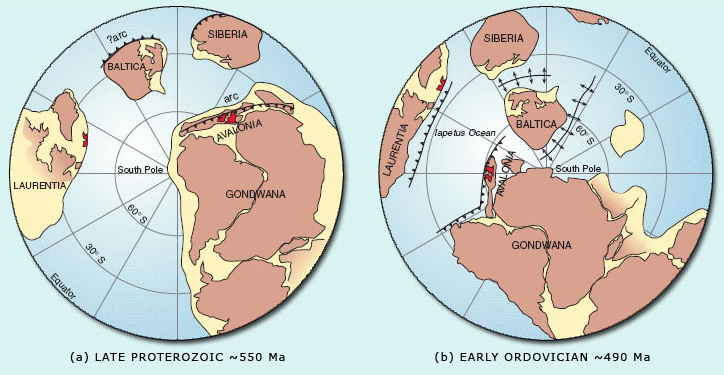 ?arc
SIBERIA
BALTICA
arc
AVALONIA
LAURENTIA
South Pole
GONDWANA
60° S
30° S
Equator
(a) LATE PROTEROZOIC ~550 Ma
SIBERIA
Equator
30° S
BALTICA
60° S
Iapetus Ocean
LAURENTIA
AVALONIA
South Pole
GONDWANA
(b) EARLY ORDOVICIAN ~490 Ma